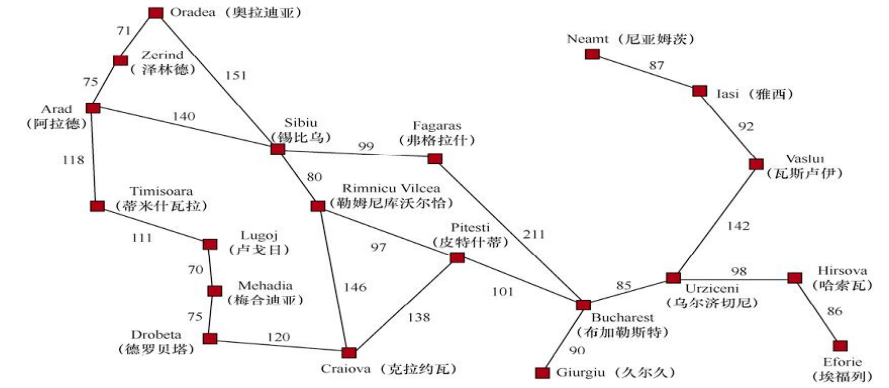 Oradea (奥拉迪亚)
71
Zerind
( 泽林德)
75
151
Arad
(阿拉德)
140
Sibiu
(锡比乌)
99
Fagaras
(弗格拉什)
118
80
Timisoara
(蒂米什瓦拉)
Rimnicu Vilcea
(勒姆尼库沃尔恰)
111
Lugoj
(卢戈日)
97
Pitesti
(皮特什蒂)
211
70
Mehadia
(梅合迪亚)
146
101
75
138
Drobeta
(德罗贝塔)
120
Craiova (克拉约瓦)
Neamt (尼亚姆茨)
87
Iasi (雅西)
92
Vaslui
(瓦斯卢伊)
142
85
98
Urziceni
(乌尔济切尼)
Hirsova
(哈索瓦)
86
Bucharest
(布加勒斯特)
90
Giurgiu (久尔久)
Eforie
(埃福列)